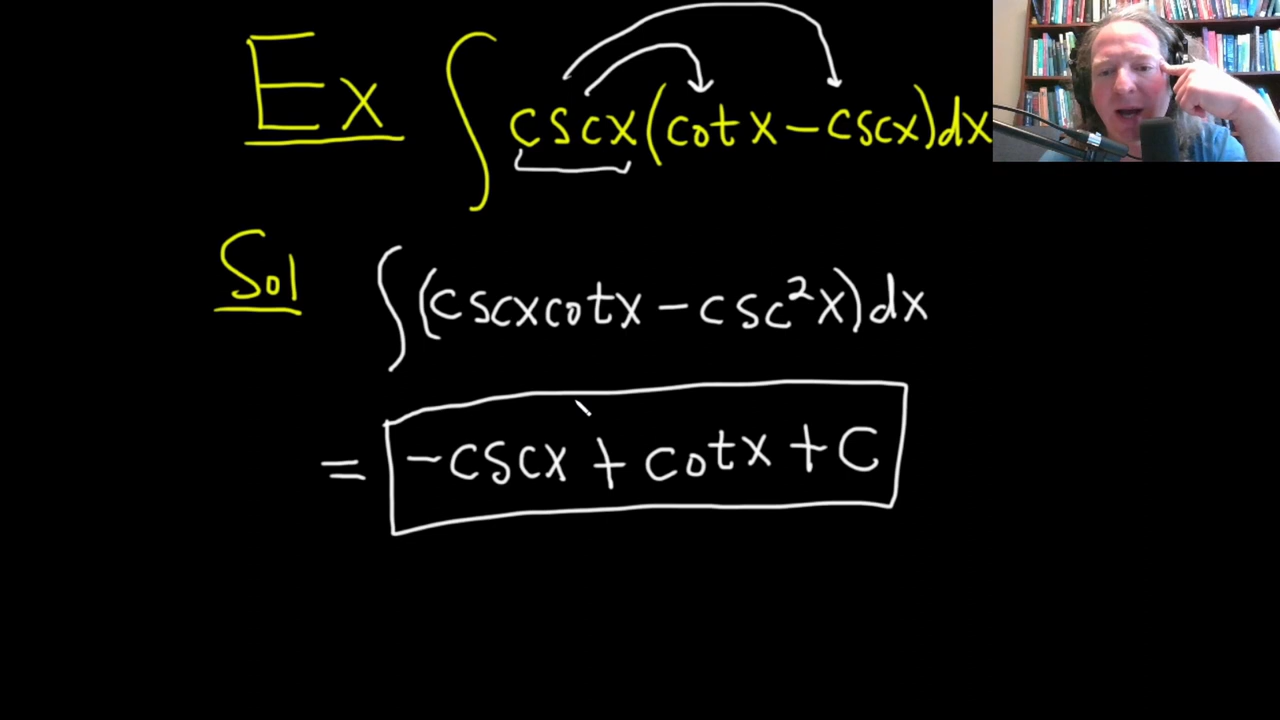 Ex ∫ cscx(cotx-cscx)dx
Sol ∫(cscxcotx-csc²x)dx
= -cscx+cotx+C